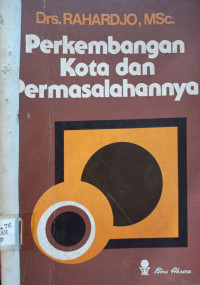 Drs. RAHARDJO, MSc.
Perkembangan
Kota dan
Permasalahannya
Bina Aksara